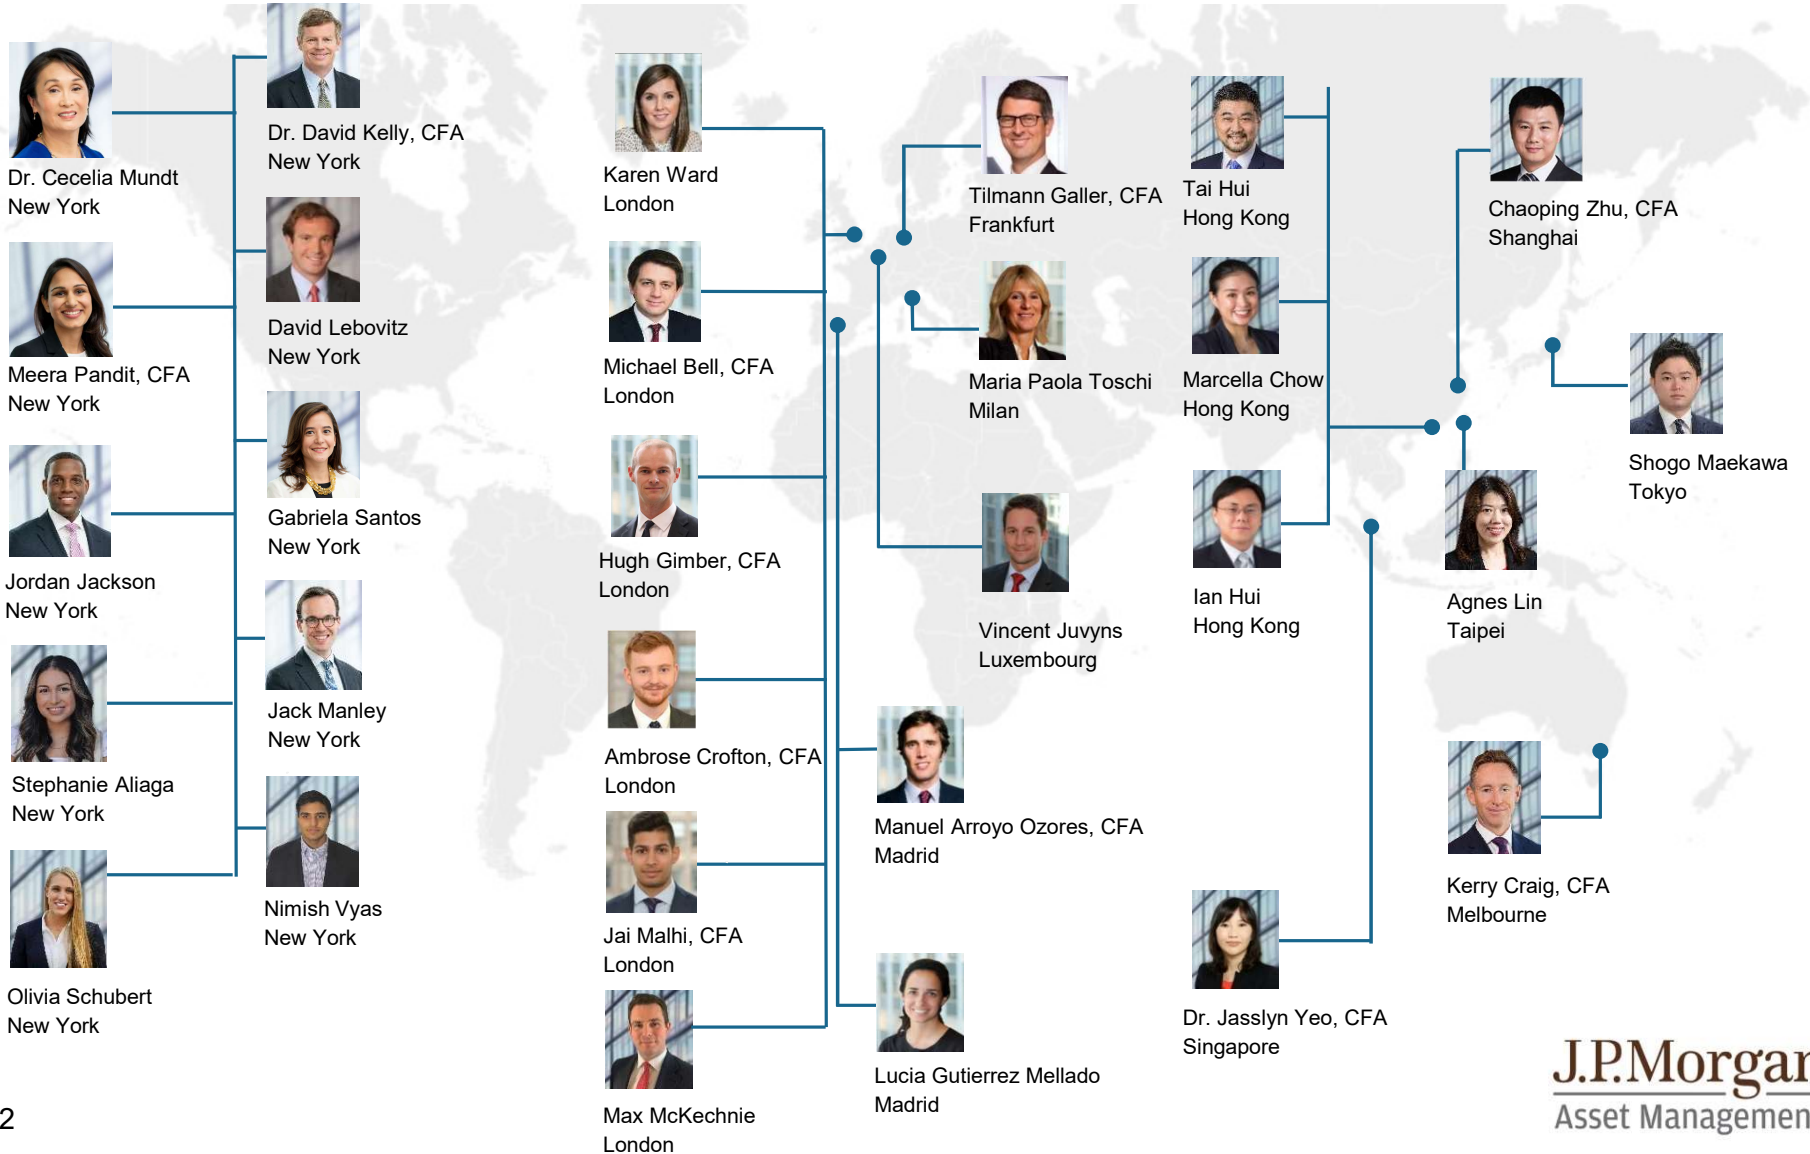 Dr. Cecelia Mundt
New York
Meera Pandit, CFA
New York
Jordan Jackson
New York
Stephanie Aliaga
New York
Olivia Schubert
New York
Dr. David Kelly, CFA
New York
David Lebovitz
New York
Gabriela Santos
New York
Jack Manley
New York
Nimish Vyas
New York
Karen Ward
London
Michael Bell, CFA
London
Hugh Gimber, CFA
London
Ambrose Crofton, CFA
London
Jai Malhi, CFA
London
Max McKechnie
London
Tilmann Galler, CFA
Frankfurt
Maria Paola Toschi
Milan
Vincent Juvyns
Luxembourg
Manuel Arroyo Ozores, CFA
Madrid
Lucia Gutierrez Mellado
Madrid
Tai Hui
Hong Kong
Marcella Chow
Hong Kong
Ian Hui
Hong Kong
Dr. Jasslyn Yeo, CFA
Singapore
Chaoping Zhu, CFA
Shanghai
Agnes Lin
Taipei
Kerry Craig, CFA
Melbourne
Shogo Maekawa
Tokyo
2
J.P.Morgan
Asset Managemen